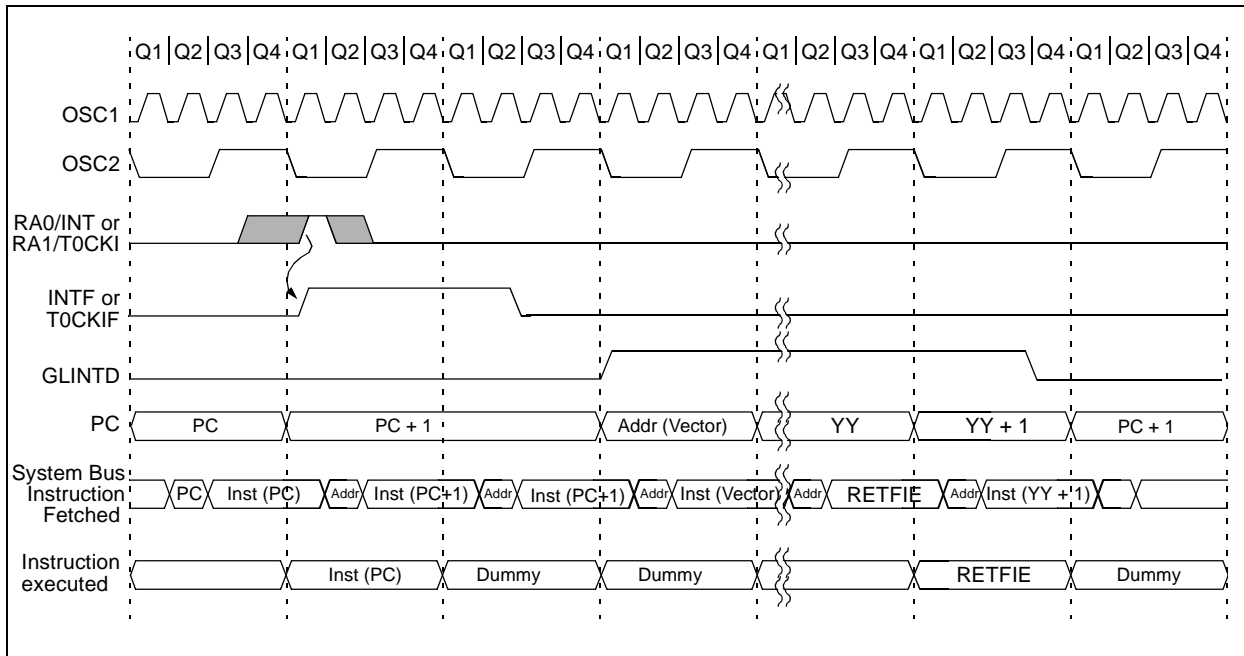 Q1 Q2 Q3 Q4 Q1 Q2 Q3 Q4 Q1 Q2 Q3 Q4 Q1 Q2 Q3 Q4 Q1 Q2 Q3 Q4 Q1 Q2 Q3 Q4 Q1 Q2 Q3 Q4
OSC1
OSC2
RA0/INT or
RA1/T0CKI
INTF or
T0CKIF
GLINTD
PC PC PC + 1 Addr (Vector) YY YY + 1 PC + 1
System Bus
Instruction
Fetched
PC Inst (PC) Addr Inst (PC+1) Addr Inst (PC+1) Addr Inst (Vector) Addr RETFIE Addr Inst (YY + 1)
Instruction
executed
Inst (PC) Dummy Dummy RETFIE Dummy